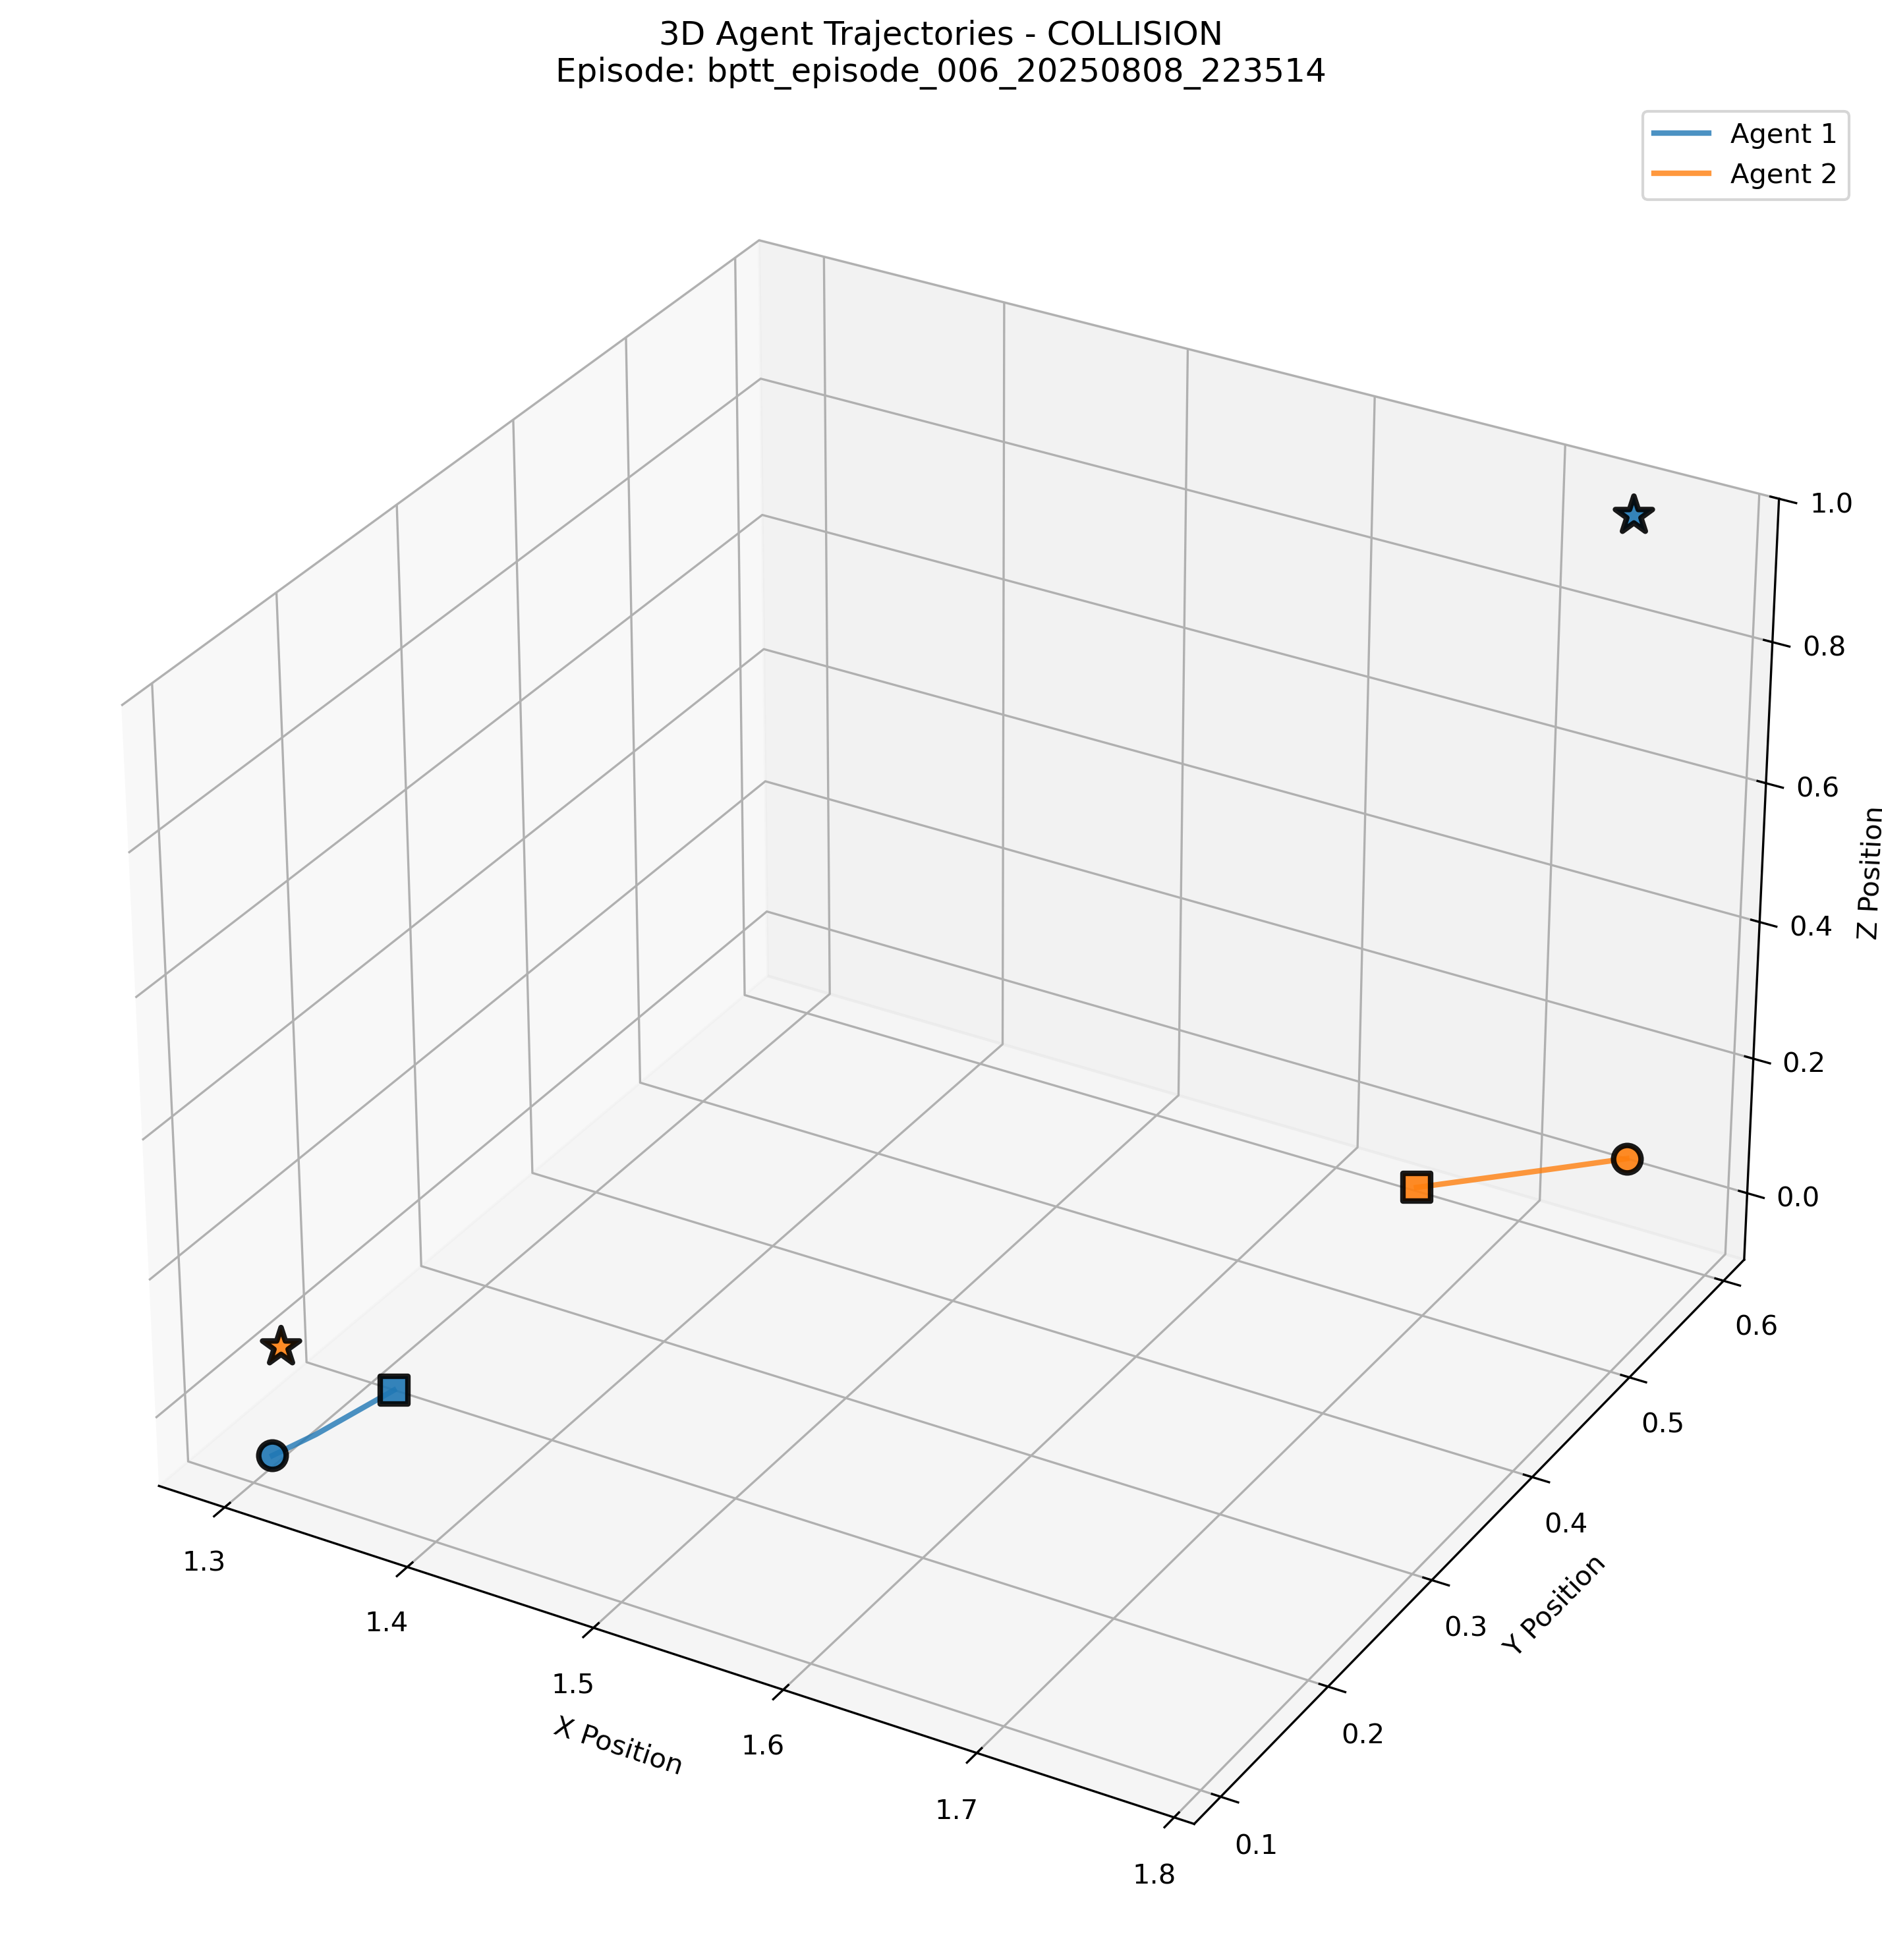 3D Agent Trajectories - COLLISION
Episode: bptt_episode_006_20250808_223514
Agent 1
Agent 2
1.0
0.8
0.6
0.4
0.2
0.0
Z Position
0.6
0.5
0.4
0.3
0.2
0.1
Y Position
1.3
1.4
1.5
1.6
1.7
1.8
X Position